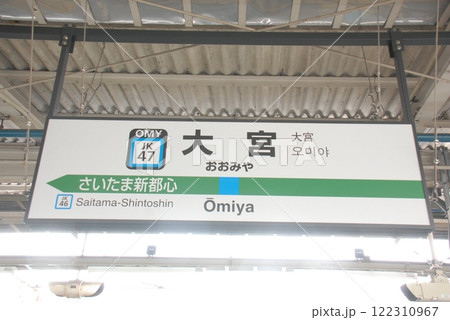 OMY
JK
47
大宮
おおみや
大宮
오미야
さいたま新都心
JK
46
Saitama-Shintoshin
Ōmiya
pixta.jp - 122310967